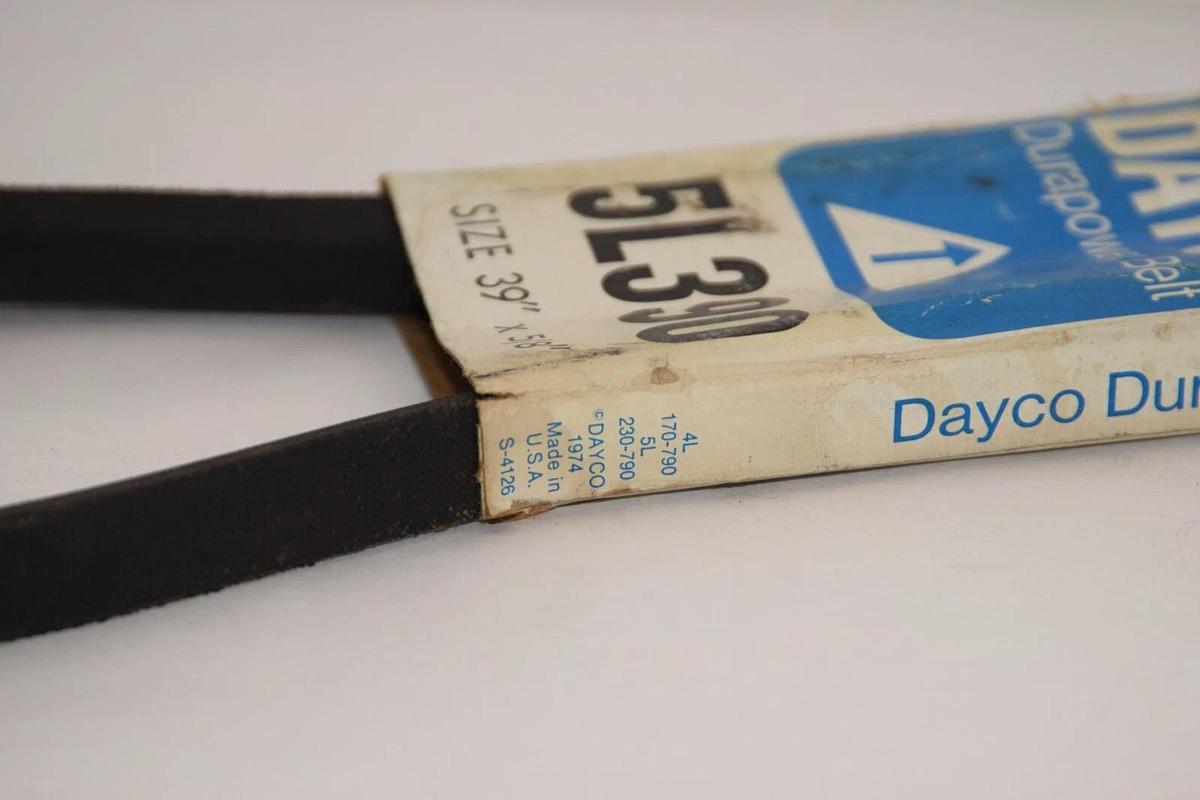 5L390
SIZE 39" x 5/8"
DAY
Durapower
Belt
T
Dayco Dur
4L
170-790
5L
230-790
©DAYCO
1974
Made in
U.S.A.
S-4126